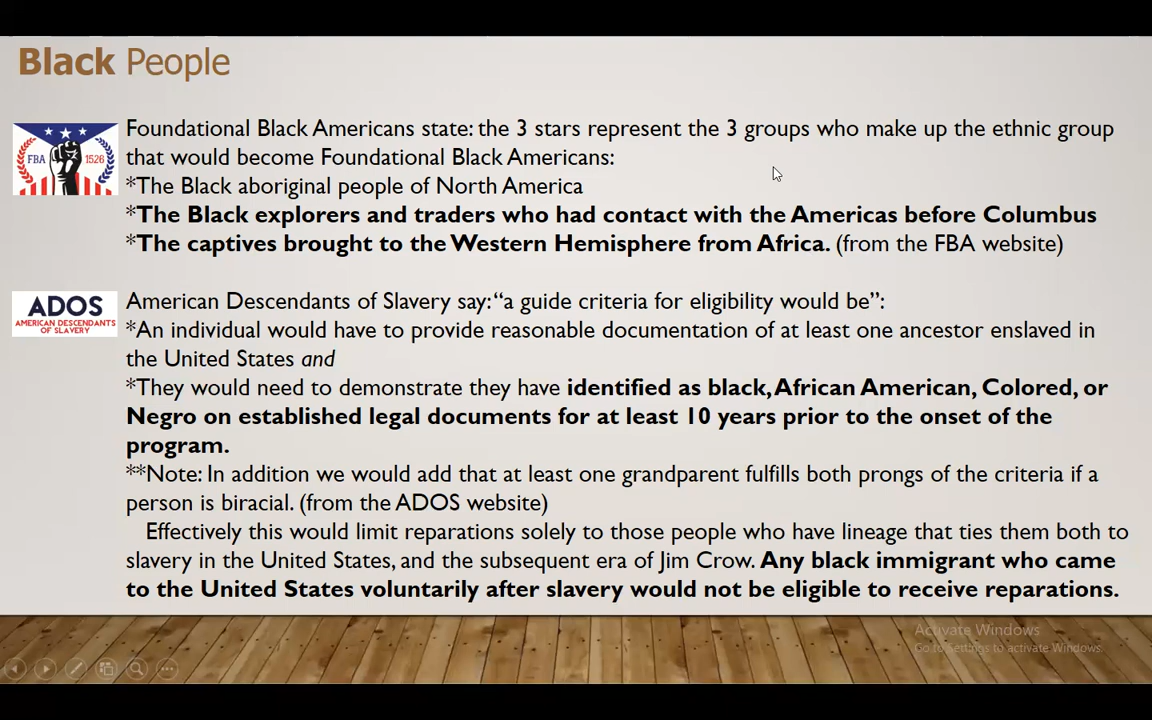 Black People
Foundational Black Americans state: the 3 stars represent the 3 groups who make up the ethnic group
that would become Foundational Black Americans:
*The Black aboriginal people of North America
*The Black explorers and traders who had contact with the Americas before Columbus
*The captives brought to the Western Hemisphere from Africa. (from the FBA website)
FBA 1526
ADOS
AMERICAN DESCENDANTS
OF SLAVERY
American Descendants of Slavery say: “a guide criteria for eligibility would be”:
*An individual would have to provide reasonable documentation of at least one ancestor enslaved in
the United States and
*They would need to demonstrate they have identified as black, African American, Colored, or
Negro on established legal documents for at least 10 years prior to the onset of the
program.
**Note: In addition we would add that at least one grandparent fulfills both prongs of the criteria if a
person is biracial. (from the ADOS website)
Effectively this would limit reparations solely to those people who have lineage that ties them both to
slavery in the United States, and the subsequent era of Jim Crow. Any black immigrant who came
to the United States voluntarily after slavery would not be eligible to receive reparations.
Activate Windows
Go to Settings to activate Windows.